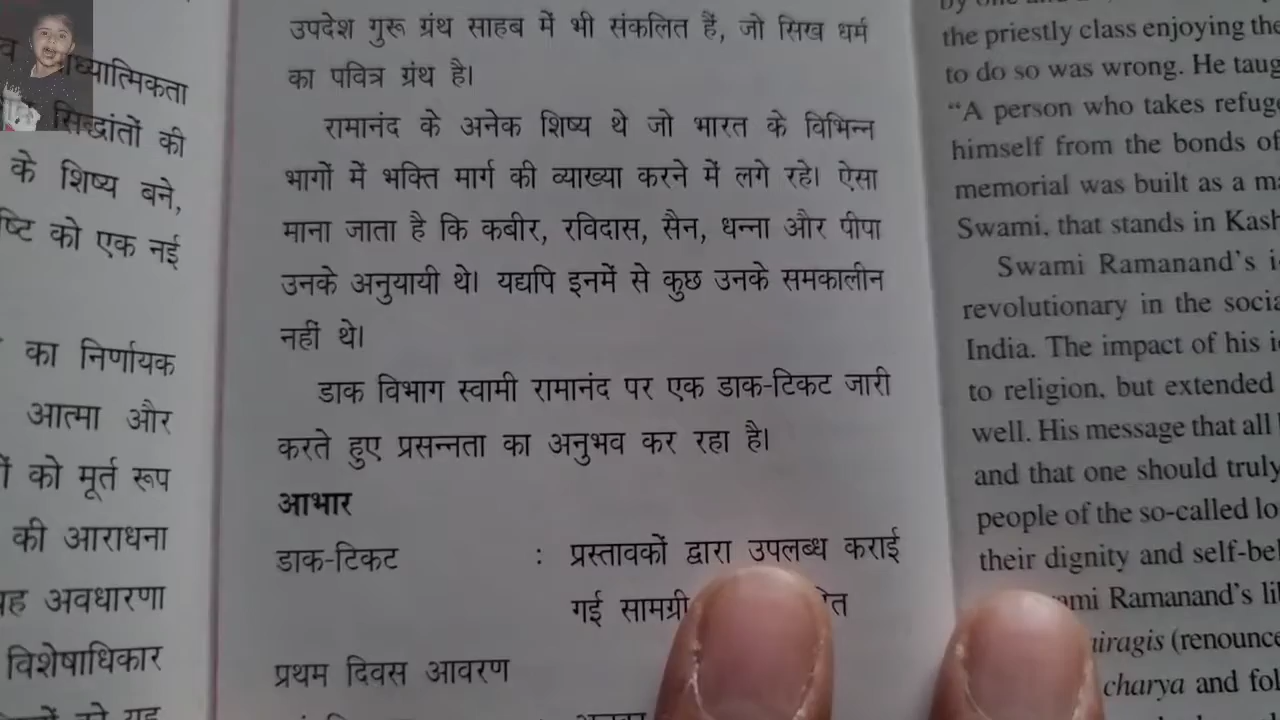 ध्यात्मिकता
सिद्धांतों की
के शिष्य बने,
को एक नई
का निर्णायक
आत्मा और
को मूर्त रूप
की आराधना
अवधारणा
विशेषाधिकार
उपदेश गुरू ग्रंथ साहब में भी संकलित हैं, जो सिख धर्म
का पवित्र ग्रंथ है।
रामानंद के अनेक शिष्य थे जो भारत के विभिन्न
भागों में भक्ति मार्ग की व्याख्या करने में लगे रहे। ऐसा
माना जाता है कि कबीर, रविदास, सैन, धन्ना और पीपा
उनके अनुयायी थे। यद्यपि इनमें से कुछ उनके समकालीन
नहीं थे।
डाक विभाग स्वामी रामानंद पर एक डाक-टिकट जारी
करते हुए प्रसन्नता का अनुभव कर रहा है।
आभार
डाक-टिकट : प्रस्तावकों द्वारा उपलब्ध कराई
गई सामग्री
प्रथम दिवस आवरण
the priestly class enjoying the
to do so was wrong. He taug
“A person who takes refug
himself from the bonds of
memorial was built as a m
Swami, that stands in Kash
Swami Ramanand’s i
revolutionary in the socia
India. The impact of his i
to religion, but extended
well. His message that all
and that one should truly
people of the so-called lo
their dignity and self-bel
Ramanand’s li
iragis (renounce
charya and fol